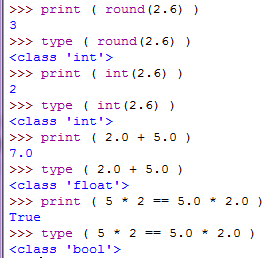 >>> print ( round(2.6) )
3
>>> type ( round(2.6) )
<class 'int'>
>>> print ( int(2.6) )
2
>>> type ( int(2.6) )
<class 'int'>
>>> print ( 2.0 + 5.0 )
7.0
>>> type ( 2.0 + 5.0 )
<class 'float'>
>>> print ( 5 * 2 == 5.0 * 2.0 )
True
>>> type ( 5 * 2 == 5.0 * 2.0 )
<class 'bool'>